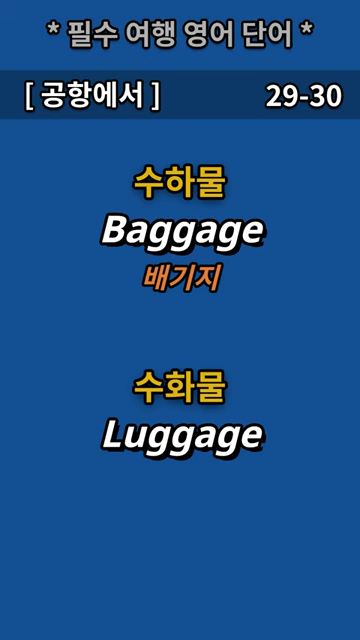 * 필수 여행 영어 단어 *
[ 공항에서 ] 29-30
수하물
Baggage
배기지
수화물
Luggage